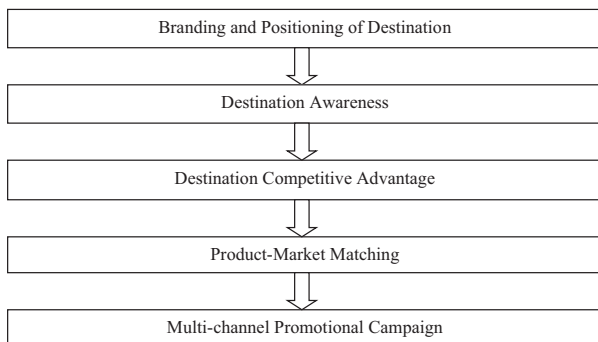 Branding and Positioning of Destination
Destination Awareness
Destination Competitive Advantage
Product-Market Matching
Multi-channel Promotional Campaign